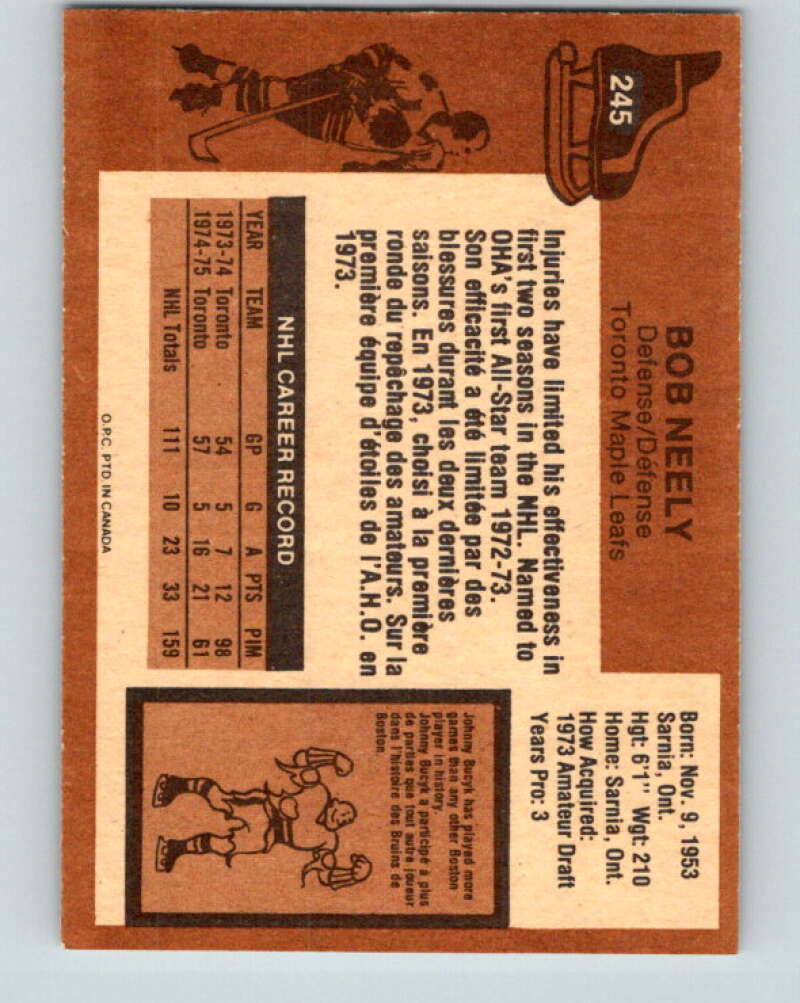 245
BOB NEELY
Defense/Défense
Toronto Maple Leafs
Born: Nov. 9, 1953
Sarnia, Ont.
Hgt: 6'1" Wgt: 210
Home: Sarnia, Ont.
How Acquired:
1973 Amateur Draft
Years Pro: 3
Injuries have limited his effectiveness in
first two seasons in the NHL. Named to
OHA's first All-Star team 1972-73.
Son efficacité a été limitée par des
blessures durant les deux dernières
saisons. En 1973, choisi à la première
ronde du repêchage des amateurs. Sur la
première équipe d'étoiles de l'A.H.O. en
1973.
NHL CAREER RECORD
YEAR TEAM GP G A PTS PIM
1973-74 Toronto 54 5 7 12 98
1974-75 Toronto 57 5 16 21 61
NHL Totals 111 10 23 33 159
O.P.C. PTD. IN CANADA
Johnny Bucyk has played more
games than any other Boston
player in history.
Johnny Bucyk a participé à plus
de parties que tout autre joueur
dans l'histoire des Bruins de
Boston.